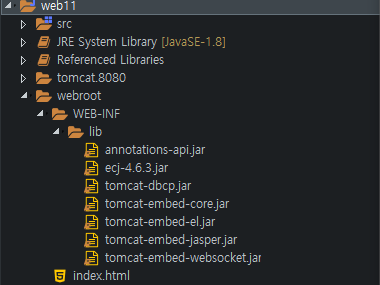 web11
src
JRE System Library [JavaSE-1.8]
Referenced Libraries
tomcat.8080
webroot
WEB-INF
lib
annotations-api.jar
ecj-4.6.3.jar
tomcat-dbcp.jar
tomcat-embed-core.jar
tomcat-embed-el.jar
tomcat-embed-jasper.jar
tomcat-embed-websocket.jar
index.html